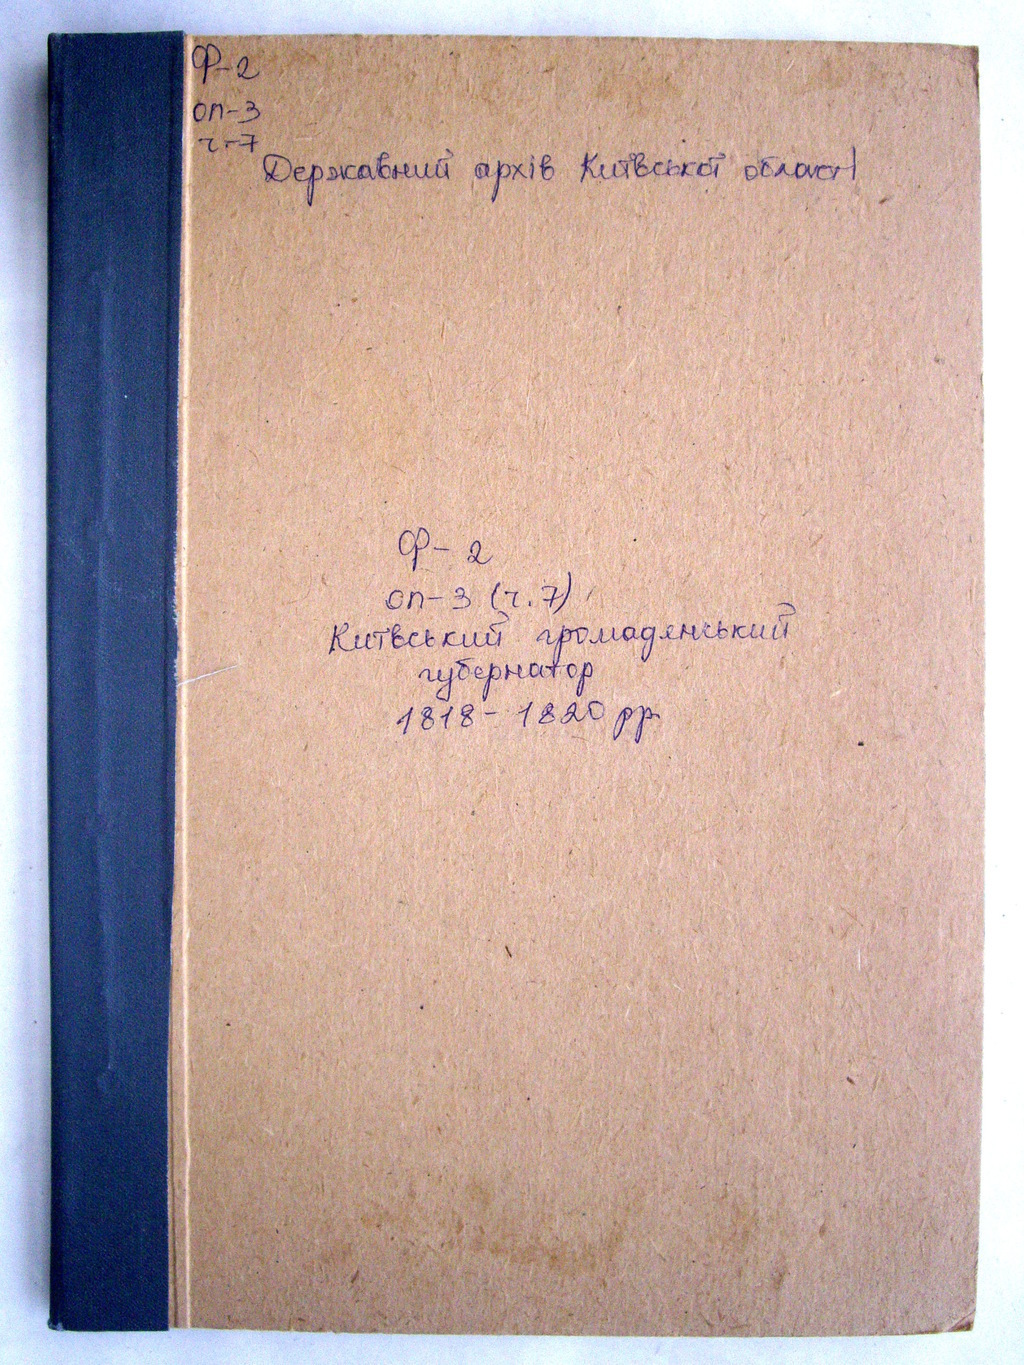 Ф-2
оп-3
ч.-7
Державний архів Київської області
Ф-2
оп-3 (ч.7)
Київський громадянський
губернатор
1818-1820 рр